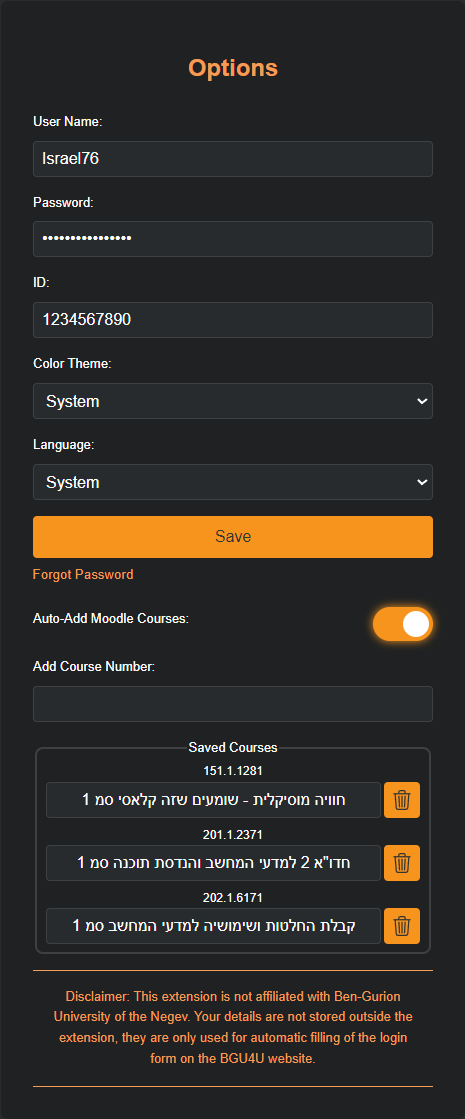 Options
User Name:
Israel76
Password:
••••••••••••••••
ID:
1234567890
Color Theme:
System
Language:
System
Save
Forgot Password
Auto-Add Moodle Courses:
Add Course Number:
Saved Courses
151.1.1281
חוויה מוסיקלית - שומעים שזה קלאסי סמ 1
201.1.2371
חדו"א 2 למדעי המחשב והנדסת תוכנה סמ 1
202.1.6171
קבלת החלטות ושימושיה למדעי המחשב סמ 1
Disclaimer: This extension is not affiliated with Ben-Gurion
University of the Negev. Your details are not stored outside the
extension, they are only used for automatic filling of the login
form on the BGU4U website.